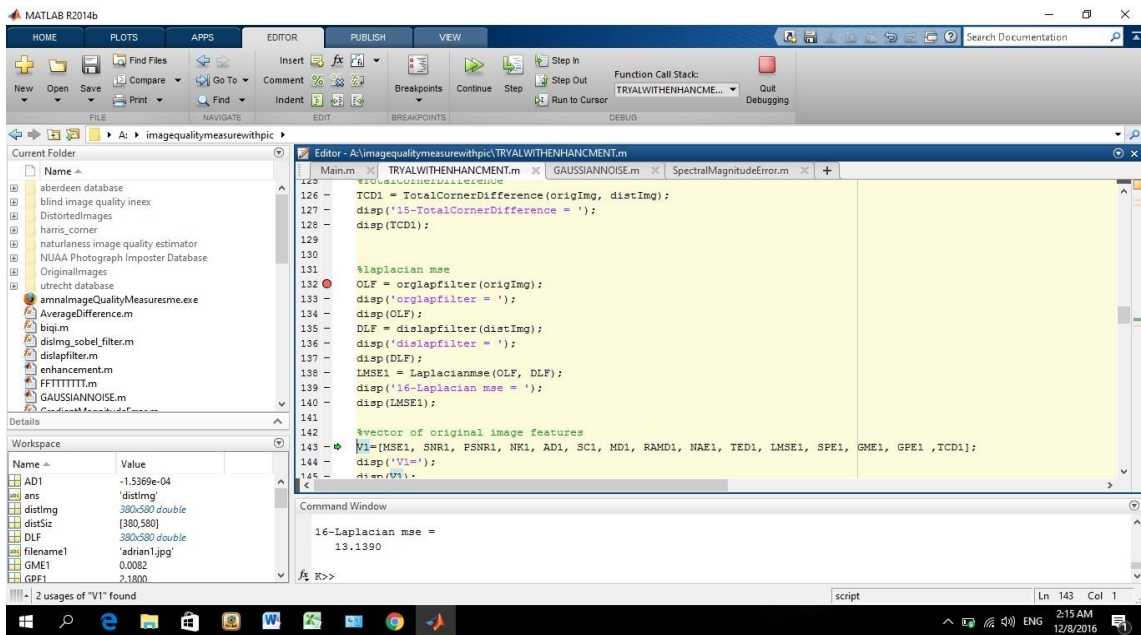 MATLAB R2014b
HOME PLOTS APPS EDITOR PUBLISH VIEW
Search Documentation
New Open Save
Find Files
Compare
Print
Go To
Find
Insert
Comment
Indent
fx
Breakpoints
Continue
Step
Step In
Step Out
Run to Cursor
Function Call Stack:
TRYALWITHENHANCME...
Quit Debugging
FILE NAVIGATE EDIT BREAKPOINTS DEBUG
A: imagequalitymeasurewithpic
Current Folder
Name
aberdeen database
blind image quality ineex
DistortedImages
harris_corner
naturlaness image quality estimator
NUAA Photograph Imposter Database
OriginalImages
utrecht database
amnaImageQualityMeasuresme.exe
AverageDifference.m
biqi.m
disImg_sobel_filter.m
dislapfilter.m
enhancement.m
FFTTTTTT.m
GAUSSIANNOISE.m
GradientMagnitudeError.m
Details
Workspace
Name Value
AD1 -1.5369e-04
ans 'distImg'
distImg 380x580 double
distSiz [380,580]
DLF 380x580 double
filename1 'adrian1.jpg'
GME1 0.0082
GPE1 2.1800
Editor - A:\imagequalitymeasurewithpic\TRYALWITHENHANCMENT.m
Main.m TRYALWITHENHANCMENT.m GAUSSIANNOISE.m SpectralMagnitudeError.m +
125 %TotalCornerDifference
126 - TCD1 = TotalCornerDifference(origImg, distImg);
127 - disp('15-TotalCornerDifference = ');
128 - disp(TCD1);
129
130
131 %laplacian mse
132 OLF = orglapfilter(origImg);
133 - disp('orglapfilter = ');
134 - disp(OLF);
135 - DLF = dislapfilter(distImg);
136 - disp('dislapfilter = ');
137 - disp(DLF);
138 - LMSE1 = Laplacianmse(OLF, DLF);
139 - disp('16-Laplacian mse = ');
140 - disp(LMSE1);
141
142 %vector of original image features
143 - V1=[MSE1, SNR1, PSNR1, NK1, AD1, SC1, MD1, RAMD1, NAE1, TED1, LMSE1, SPE1, GME1, GPE1 ,TCD1];
144 - disp('V1=');
145 - disp(V1);
Command Window
16-Laplacian mse =
13.1390
fx K>>
2 usages of "V1" found
script
Ln 143 Col 1
ENG
2:15 AM
12/8/2016